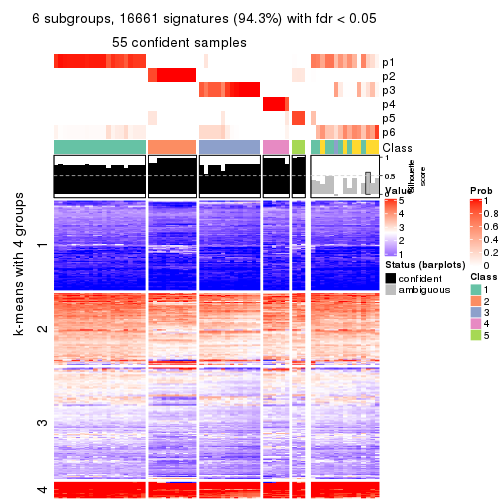 6 subgroups, 16661 signatures (94.3%) with fdr < 0.05
55 confident samples
p1
p2
p3
p4
p5
p6
Class
1
0.5
0
Silhouette
score
k-means with 4 groups
1
2
3
4
Value
5
4
3
2
1
Status (barplots)
confident
ambiguous
Prob
1
0.8
0.6
0.4
0.2
0
Class
1
2
3
4
5